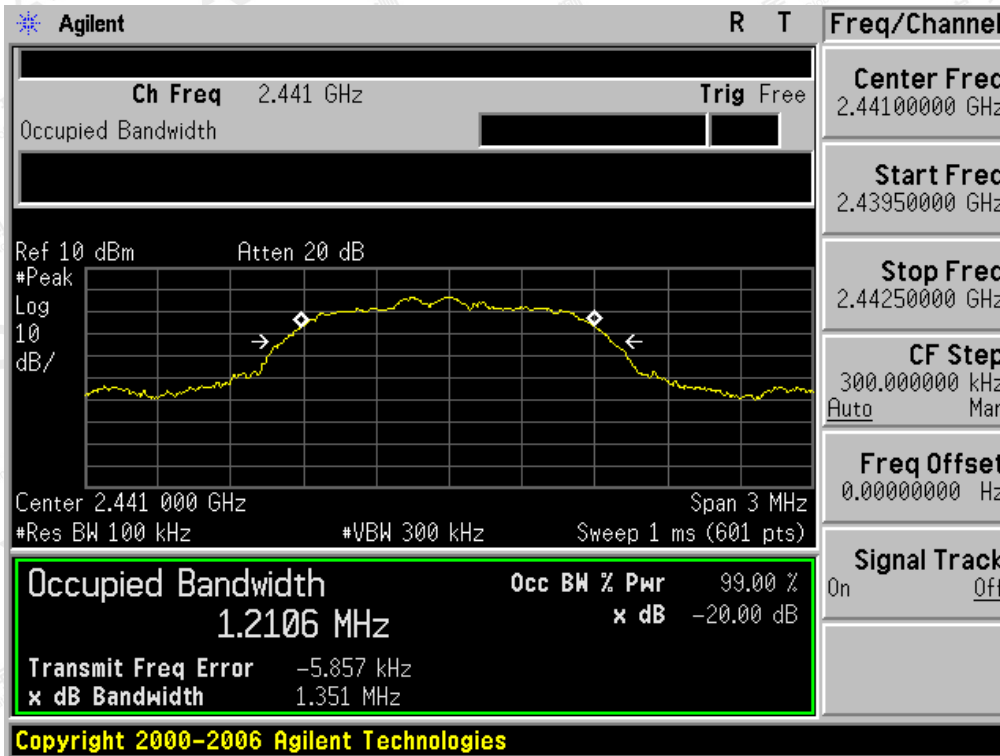 Agilent R T
Ch Freq 2.441 GHz Trig Free
Occupied Bandwidth
Ref 10 dBm Atten 20 dB
#Peak
Log
10
dB/
Center 2.441 000 GHz Span 3 MHz
#Res BW 100 kHz #VBW 300 kHz Sweep 1 ms (601 pts)
Occupied Bandwidth
1.2106 MHz
Occ BW % Pwr 99.00 %
x dB -20.00 dB
Transmit Freq Error -5.857 kHz
x dB Bandwidth 1.351 MHz
Copyright 2000-2006 Agilent Technologies
Freq/Channel
Center Freq
2.44100000 GHz
Start Freq
2.43950000 GHz
Stop Freq
2.44250000 GHz
CF Step
300.000000 kHz
Auto Man
Freq Offset
0.00000000 Hz
Signal Track
On Off